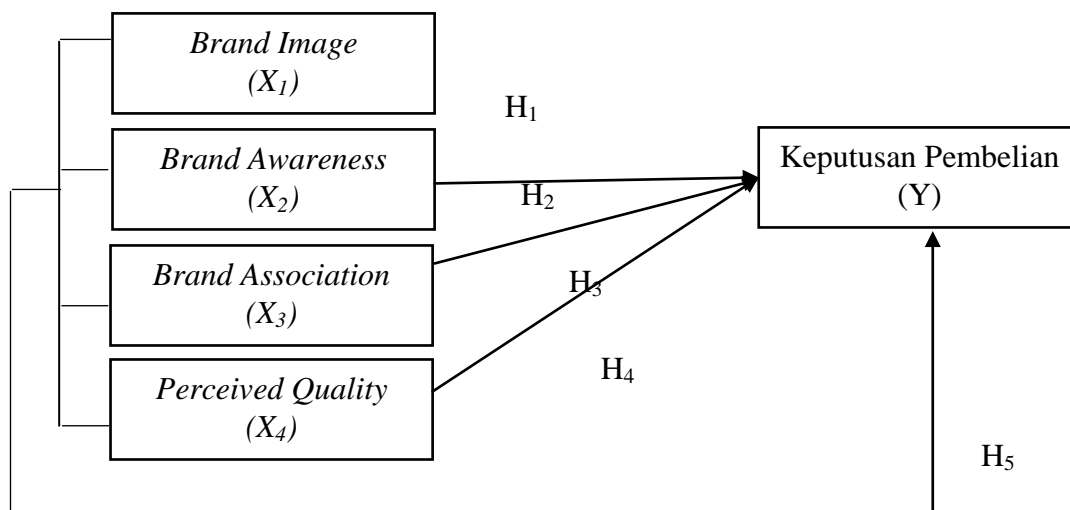 Brand Image
(X₁)
H₁
Brand Awareness
(X₂)
Keputusan Pembelian
(Y)
H₂
Brand Association
(X₃)
H₃
Perceived Quality
(X₄)
H₄
H₅